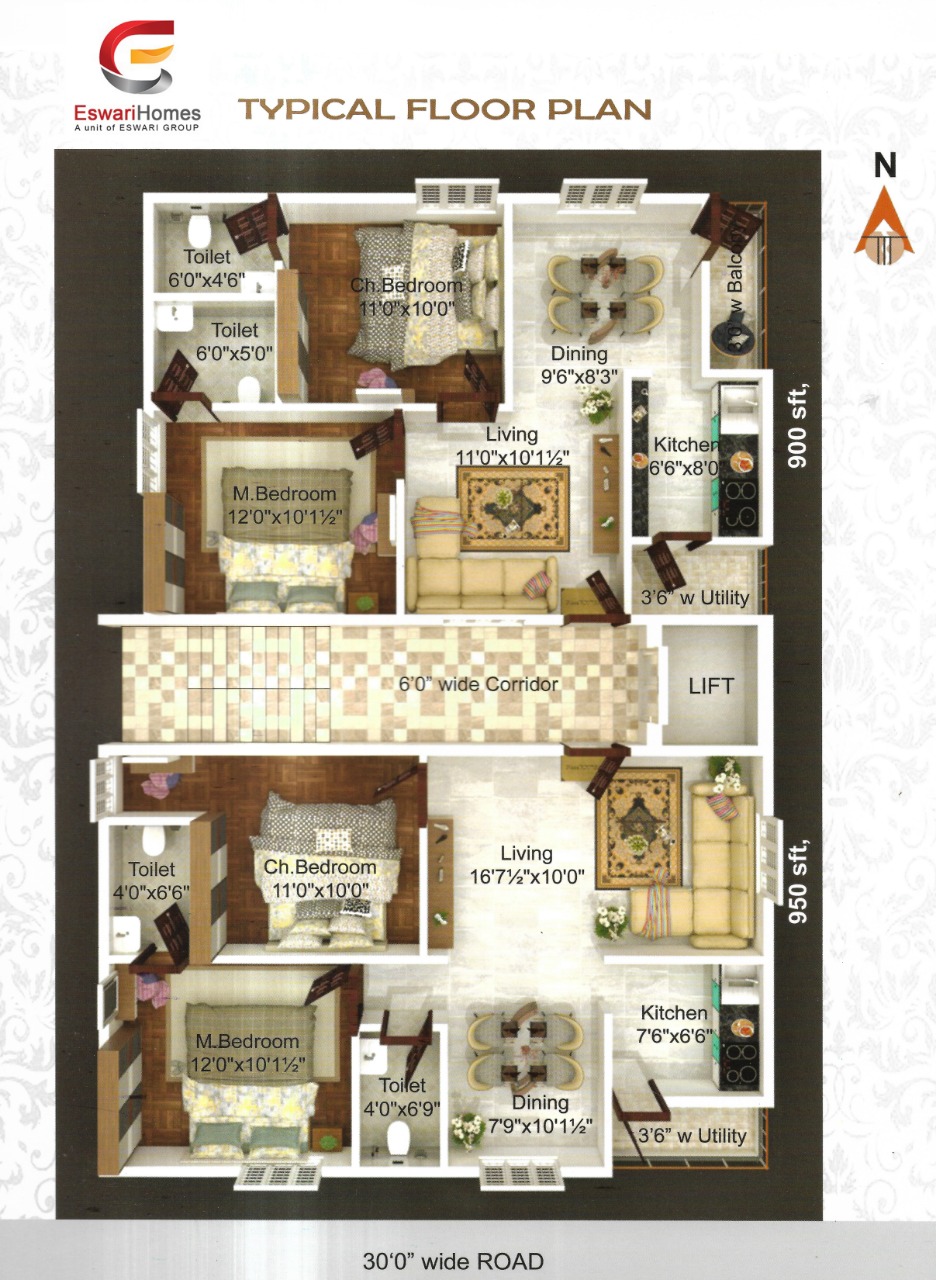 EswariHomes
A unit of ESWARI GROUP
TYPICAL FLOOR PLAN
N
Toilet
6'0"x4'6"
Ch.Bedroom
11'0"x10'0"
Toilet
6'0"x5'0"
Dining
9'6"x8'3"
w Balco
900 sft,
Living
11'0"x10'1½"
Kitchen
6'6"x8'0
M.Bedroom
12'0"x10'1½"
3'6" w Utility
6'0" wide Corridor
LIFT
Living
16'7½"x10'0"
950 sft,
Toilet
4'0"x6'6"
Ch.Bedroom
11'0"x10'0"
Kitchen
7'6"x6'6"
M.Bedroom
12'0"x10'1½"
Toilet
4'0"x6'9"
Dining
7'9"x10'1½"
3'6" w Utility
30'0" wide ROAD